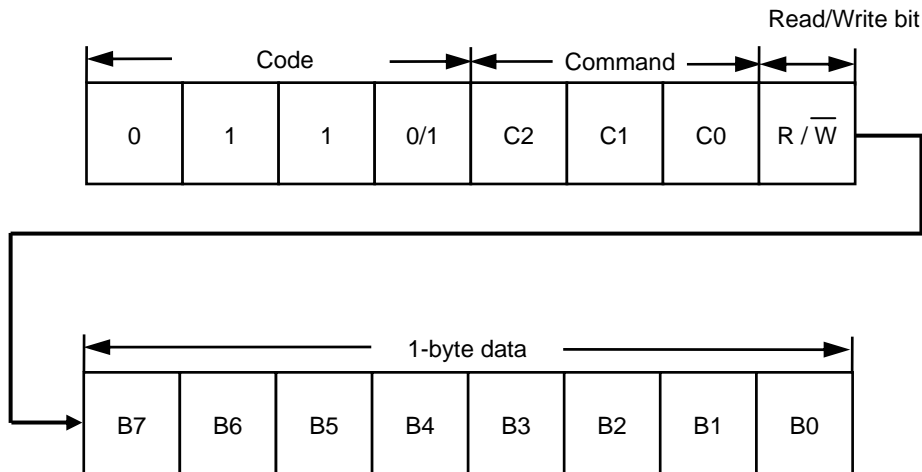 Read/Write bit
Code Command
0 1 1 0/1 C2 C1 C0 R / W̅
1-byte data
B7 B6 B5 B4 B3 B2 B1 B0